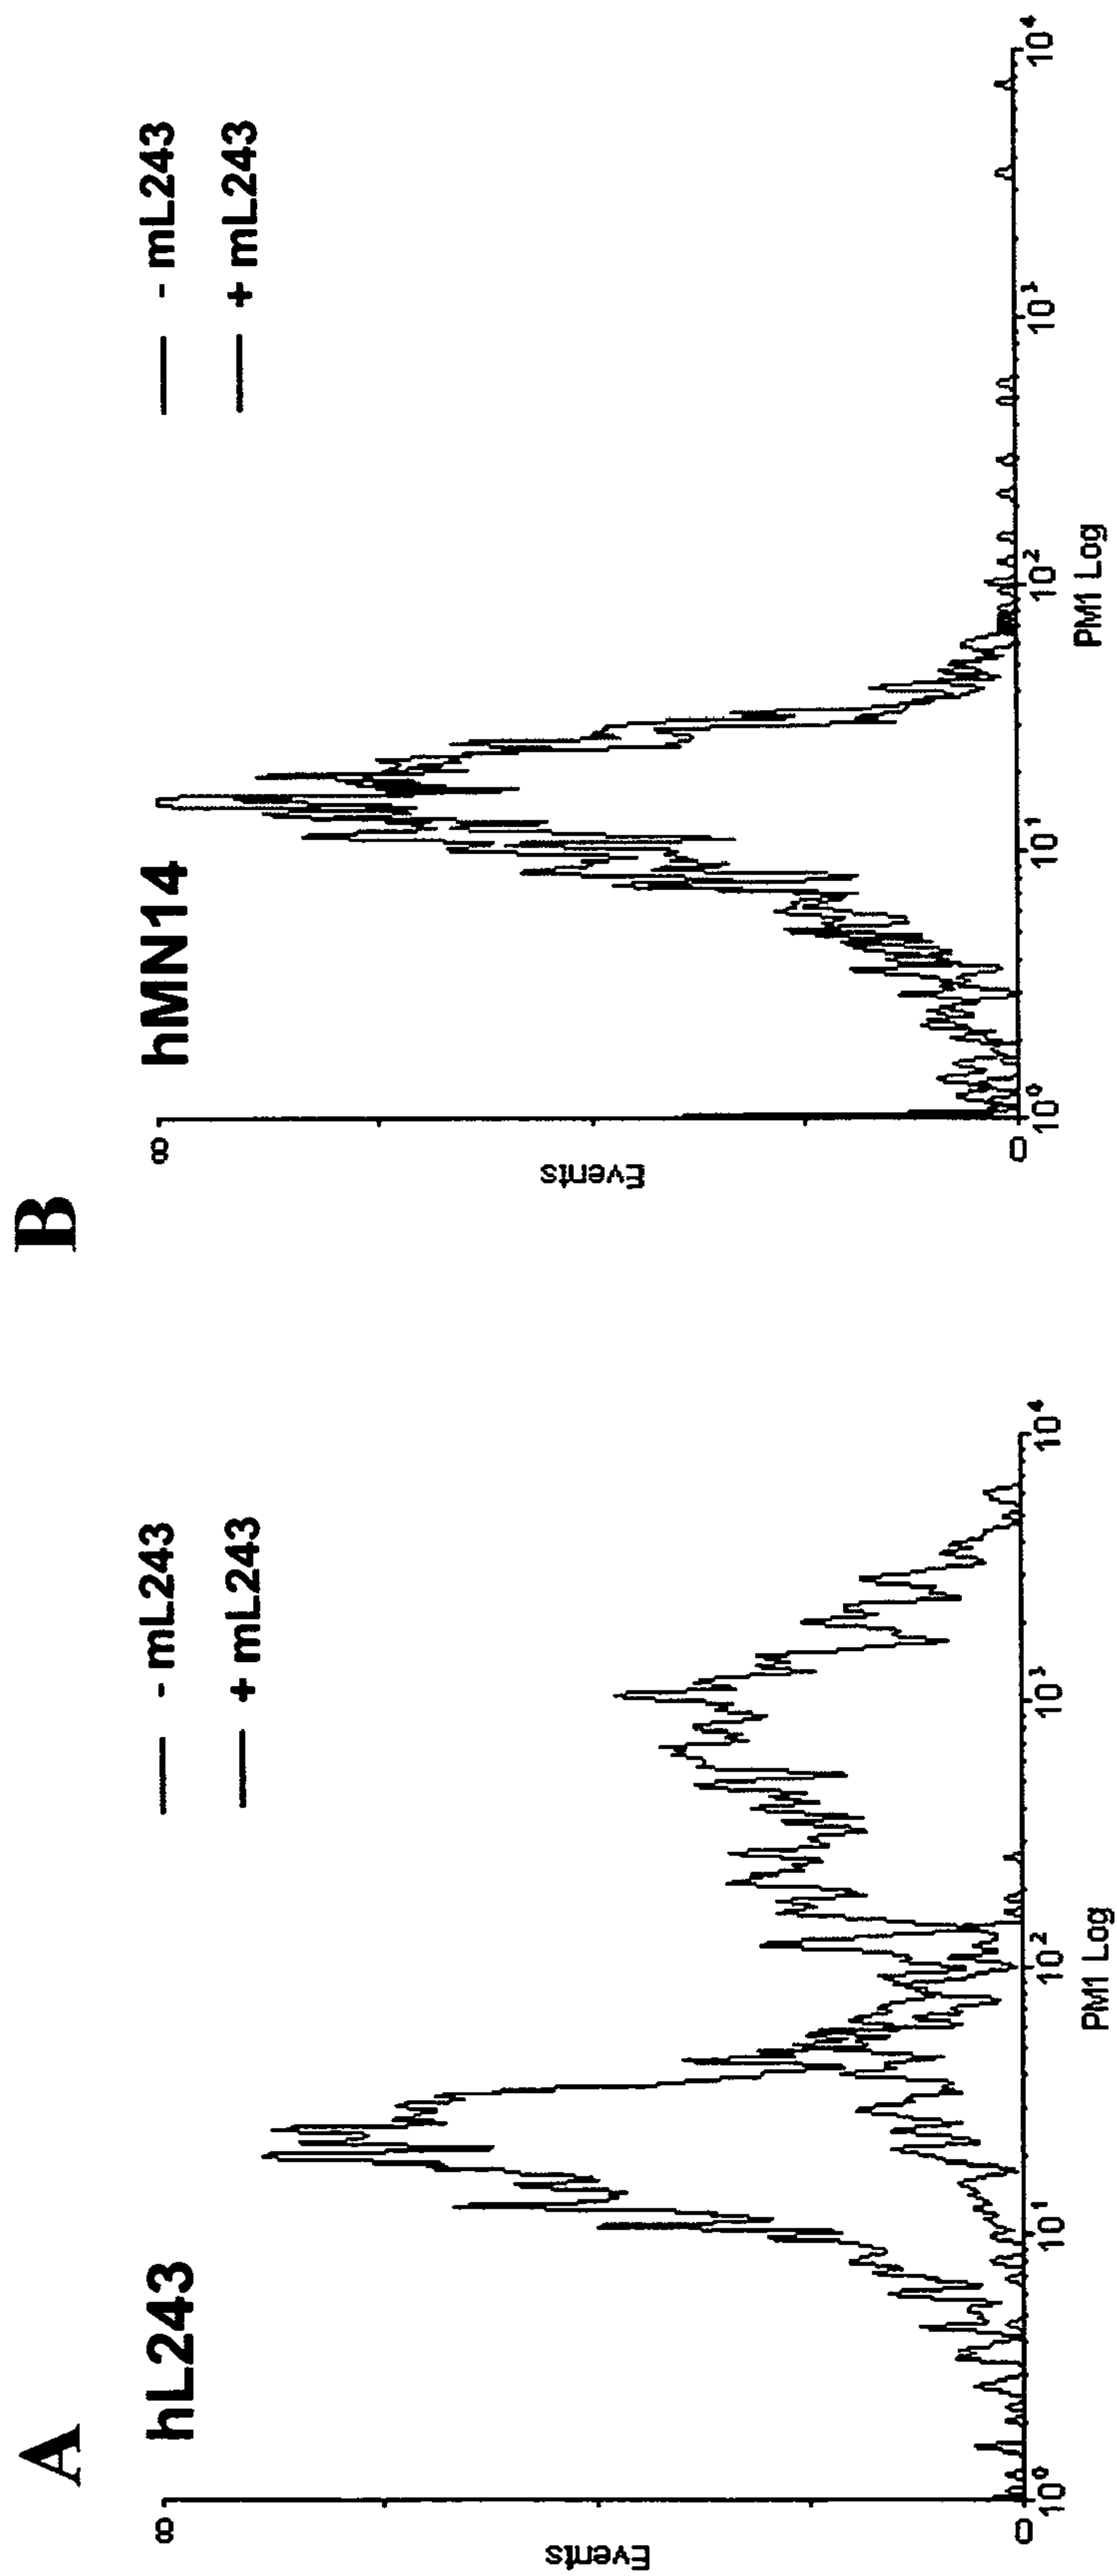 A
hL243
- mL243
+ mL243
8
Events
0
10⁰
10¹
10²
10³
10⁴
PM1 Log
B
hMN14
- mL243
+ mL243
8
Events
0
10⁰
10¹
10²
10³
10⁴
PM1 Log